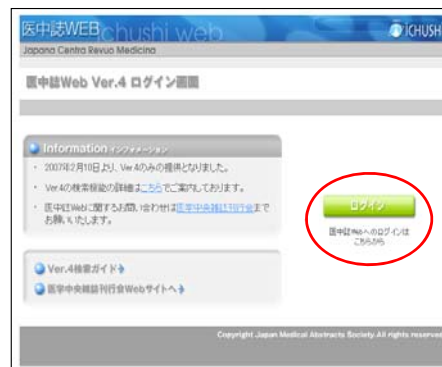 医中誌WEB chushi web
ICHUSHI
Japana Centra Revuo Medicina
医中誌Web Ver.4 ログイン画面
Information インフォメーション
・ 2007年2月10日より、Ver.4のみの提供となりました。
・ Ver.4の検索機能の詳細はこちらでご案内しております。
・ 医中誌Webに関するお問い合わせは医学中央雑誌刊行会まで
お願いいたします。
ログイン
医中誌Webへのログインは
こちらから
Ver.4検索ガイド
医学中央雑誌刊行会Webサイトへ
Copyright Japan Medical Abstracts Society All rights reserved